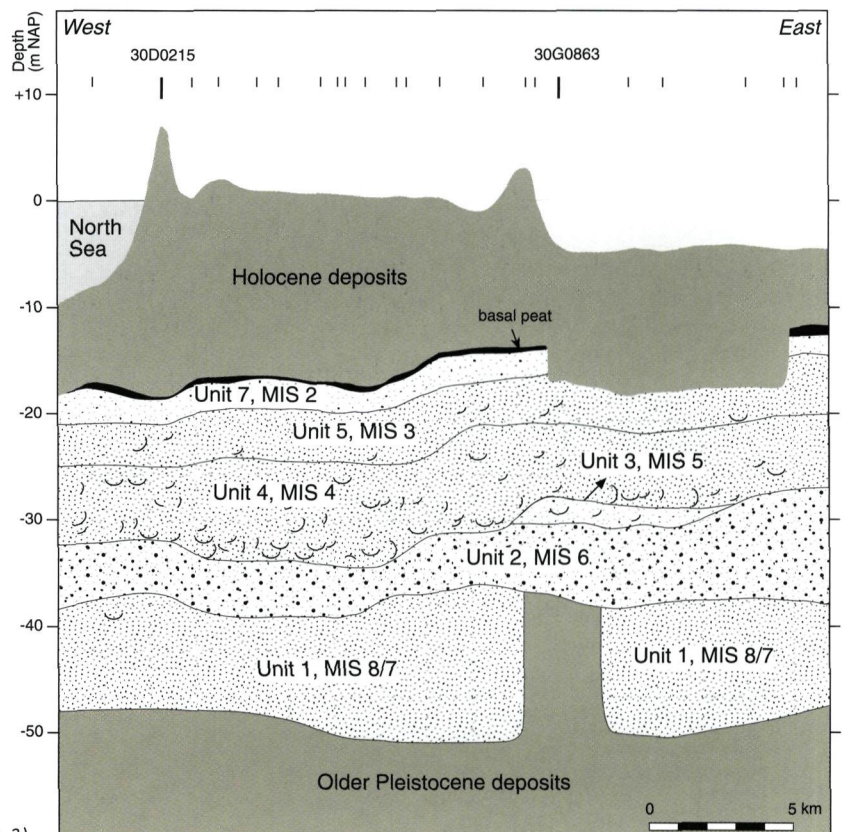 West
East
Depth
(m NAP)
30D0215
30G0863
+10
0
North
Sea
Holocene deposits
-10
basal peat
Unit 7, MIS 2
-20
Unit 5, MIS 3
Unit 3, MIS 5
Unit 4, MIS 4
-30
Unit 2, MIS 6
-40
Unit 1, MIS 8/7
Unit 1, MIS 8/7
-50
Older Pleistocene deposits
0
5 km